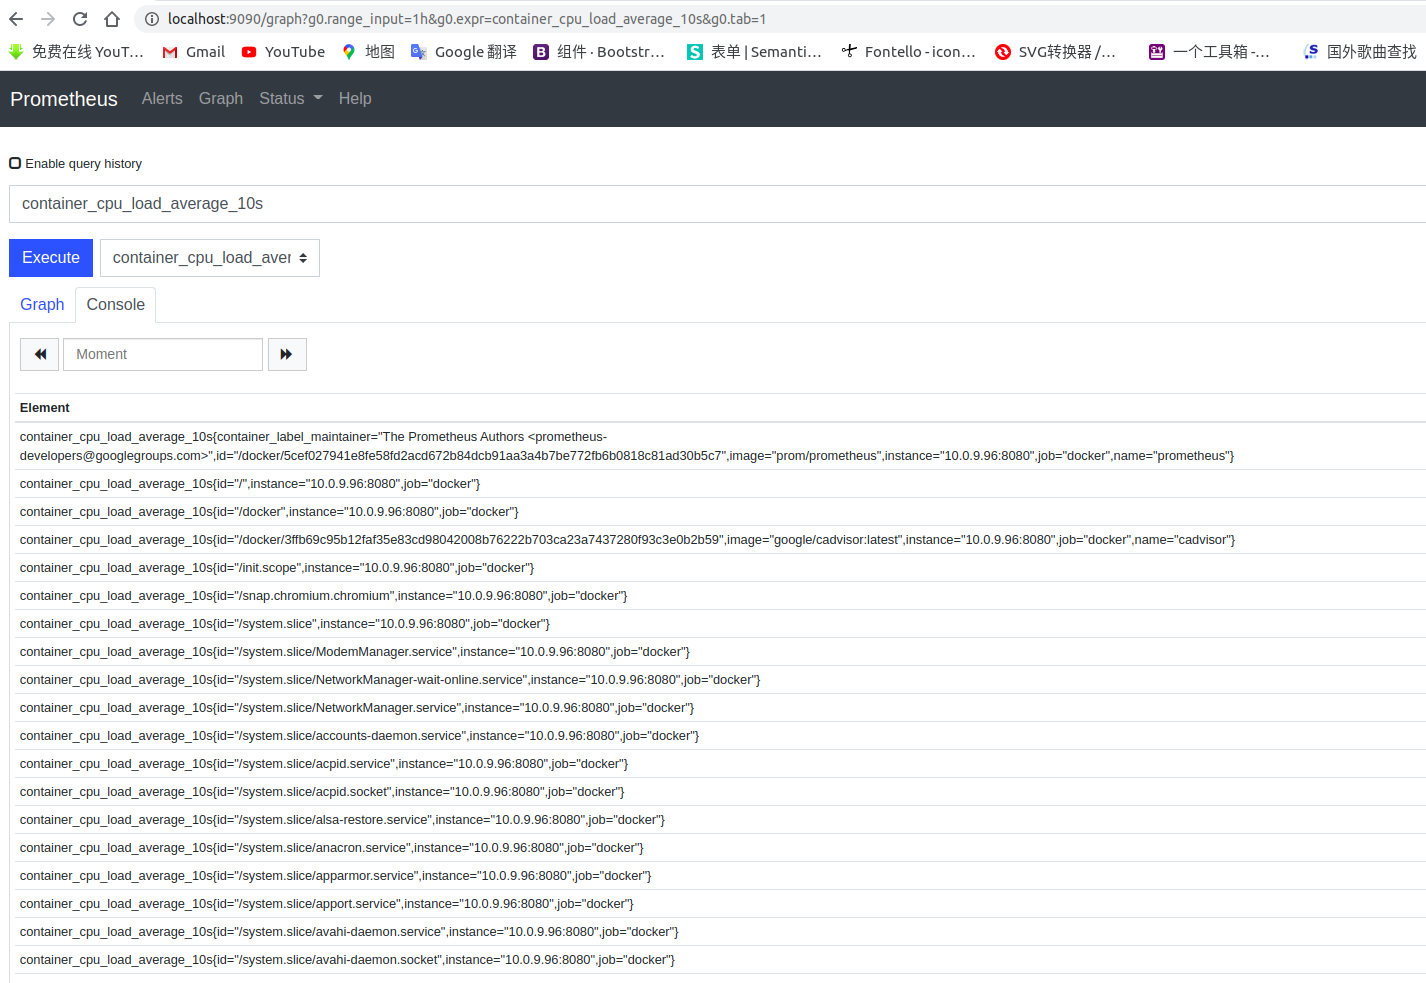 localhost:9090/graph?g0.range_input=1h&g0.expr=container_cpu_load_average_10s&g0.tab=1
免费在线 YouT… Gmail YouTube 地图 Google 翻译 组件 · Bootstr… 表单 | Semanti… Fontello - icon… SVG转换器 /… 一个工具箱 -… 国外歌曲查找
Prometheus Alerts Graph Status Help
Enable query history
container_cpu_load_average_10s
Execute container_cpu_load_aver
Graph Console
Moment
Element
container_cpu_load_average_10s{container_label_maintainer="The Prometheus Authors <prometheus-
developers@googlegroups.com>",id="/docker/5cef027941e8fe58fd2acd672b84dcb91aa3a4b7be772fb6b0818c81ad30b5c7",image="prom/prometheus",instance="10.0.9.96:8080",job="docker",name="prometheus"}
container_cpu_load_average_10s{id="/",instance="10.0.9.96:8080",job="docker"}
container_cpu_load_average_10s{id="/docker",instance="10.0.9.96:8080",job="docker"}
container_cpu_load_average_10s{id="/docker/3ffb69c95b12faf35e83cd98042008b76222b703ca23a7437280f93c3e0b2b59",image="google/cadvisor:latest",instance="10.0.9.96:8080",job="docker",name="cadvisor"}
container_cpu_load_average_10s{id="/init.scope",instance="10.0.9.96:8080",job="docker"}
container_cpu_load_average_10s{id="/snap.chromium.chromium",instance="10.0.9.96:8080",job="docker"}
container_cpu_load_average_10s{id="/system.slice",instance="10.0.9.96:8080",job="docker"}
container_cpu_load_average_10s{id="/system.slice/ModemManager.service",instance="10.0.9.96:8080",job="docker"}
container_cpu_load_average_10s{id="/system.slice/NetworkManager-wait-online.service",instance="10.0.9.96:8080",job="docker"}
container_cpu_load_average_10s{id="/system.slice/NetworkManager.service",instance="10.0.9.96:8080",job="docker"}
container_cpu_load_average_10s{id="/system.slice/accounts-daemon.service",instance="10.0.9.96:8080",job="docker"}
container_cpu_load_average_10s{id="/system.slice/acpid.service",instance="10.0.9.96:8080",job="docker"}
container_cpu_load_average_10s{id="/system.slice/acpid.socket",instance="10.0.9.96:8080",job="docker"}
container_cpu_load_average_10s{id="/system.slice/alsa-restore.service",instance="10.0.9.96:8080",job="docker"}
container_cpu_load_average_10s{id="/system.slice/anacron.service",instance="10.0.9.96:8080",job="docker"}
container_cpu_load_average_10s{id="/system.slice/apparmor.service",instance="10.0.9.96:8080",job="docker"}
container_cpu_load_average_10s{id="/system.slice/apport.service",instance="10.0.9.96:8080",job="docker"}
container_cpu_load_average_10s{id="/system.slice/avahi-daemon.service",instance="10.0.9.96:8080",job="docker"}
container_cpu_load_average_10s{id="/system.slice/avahi-daemon.socket",instance="10.0.9.96:8080",job="docker"}